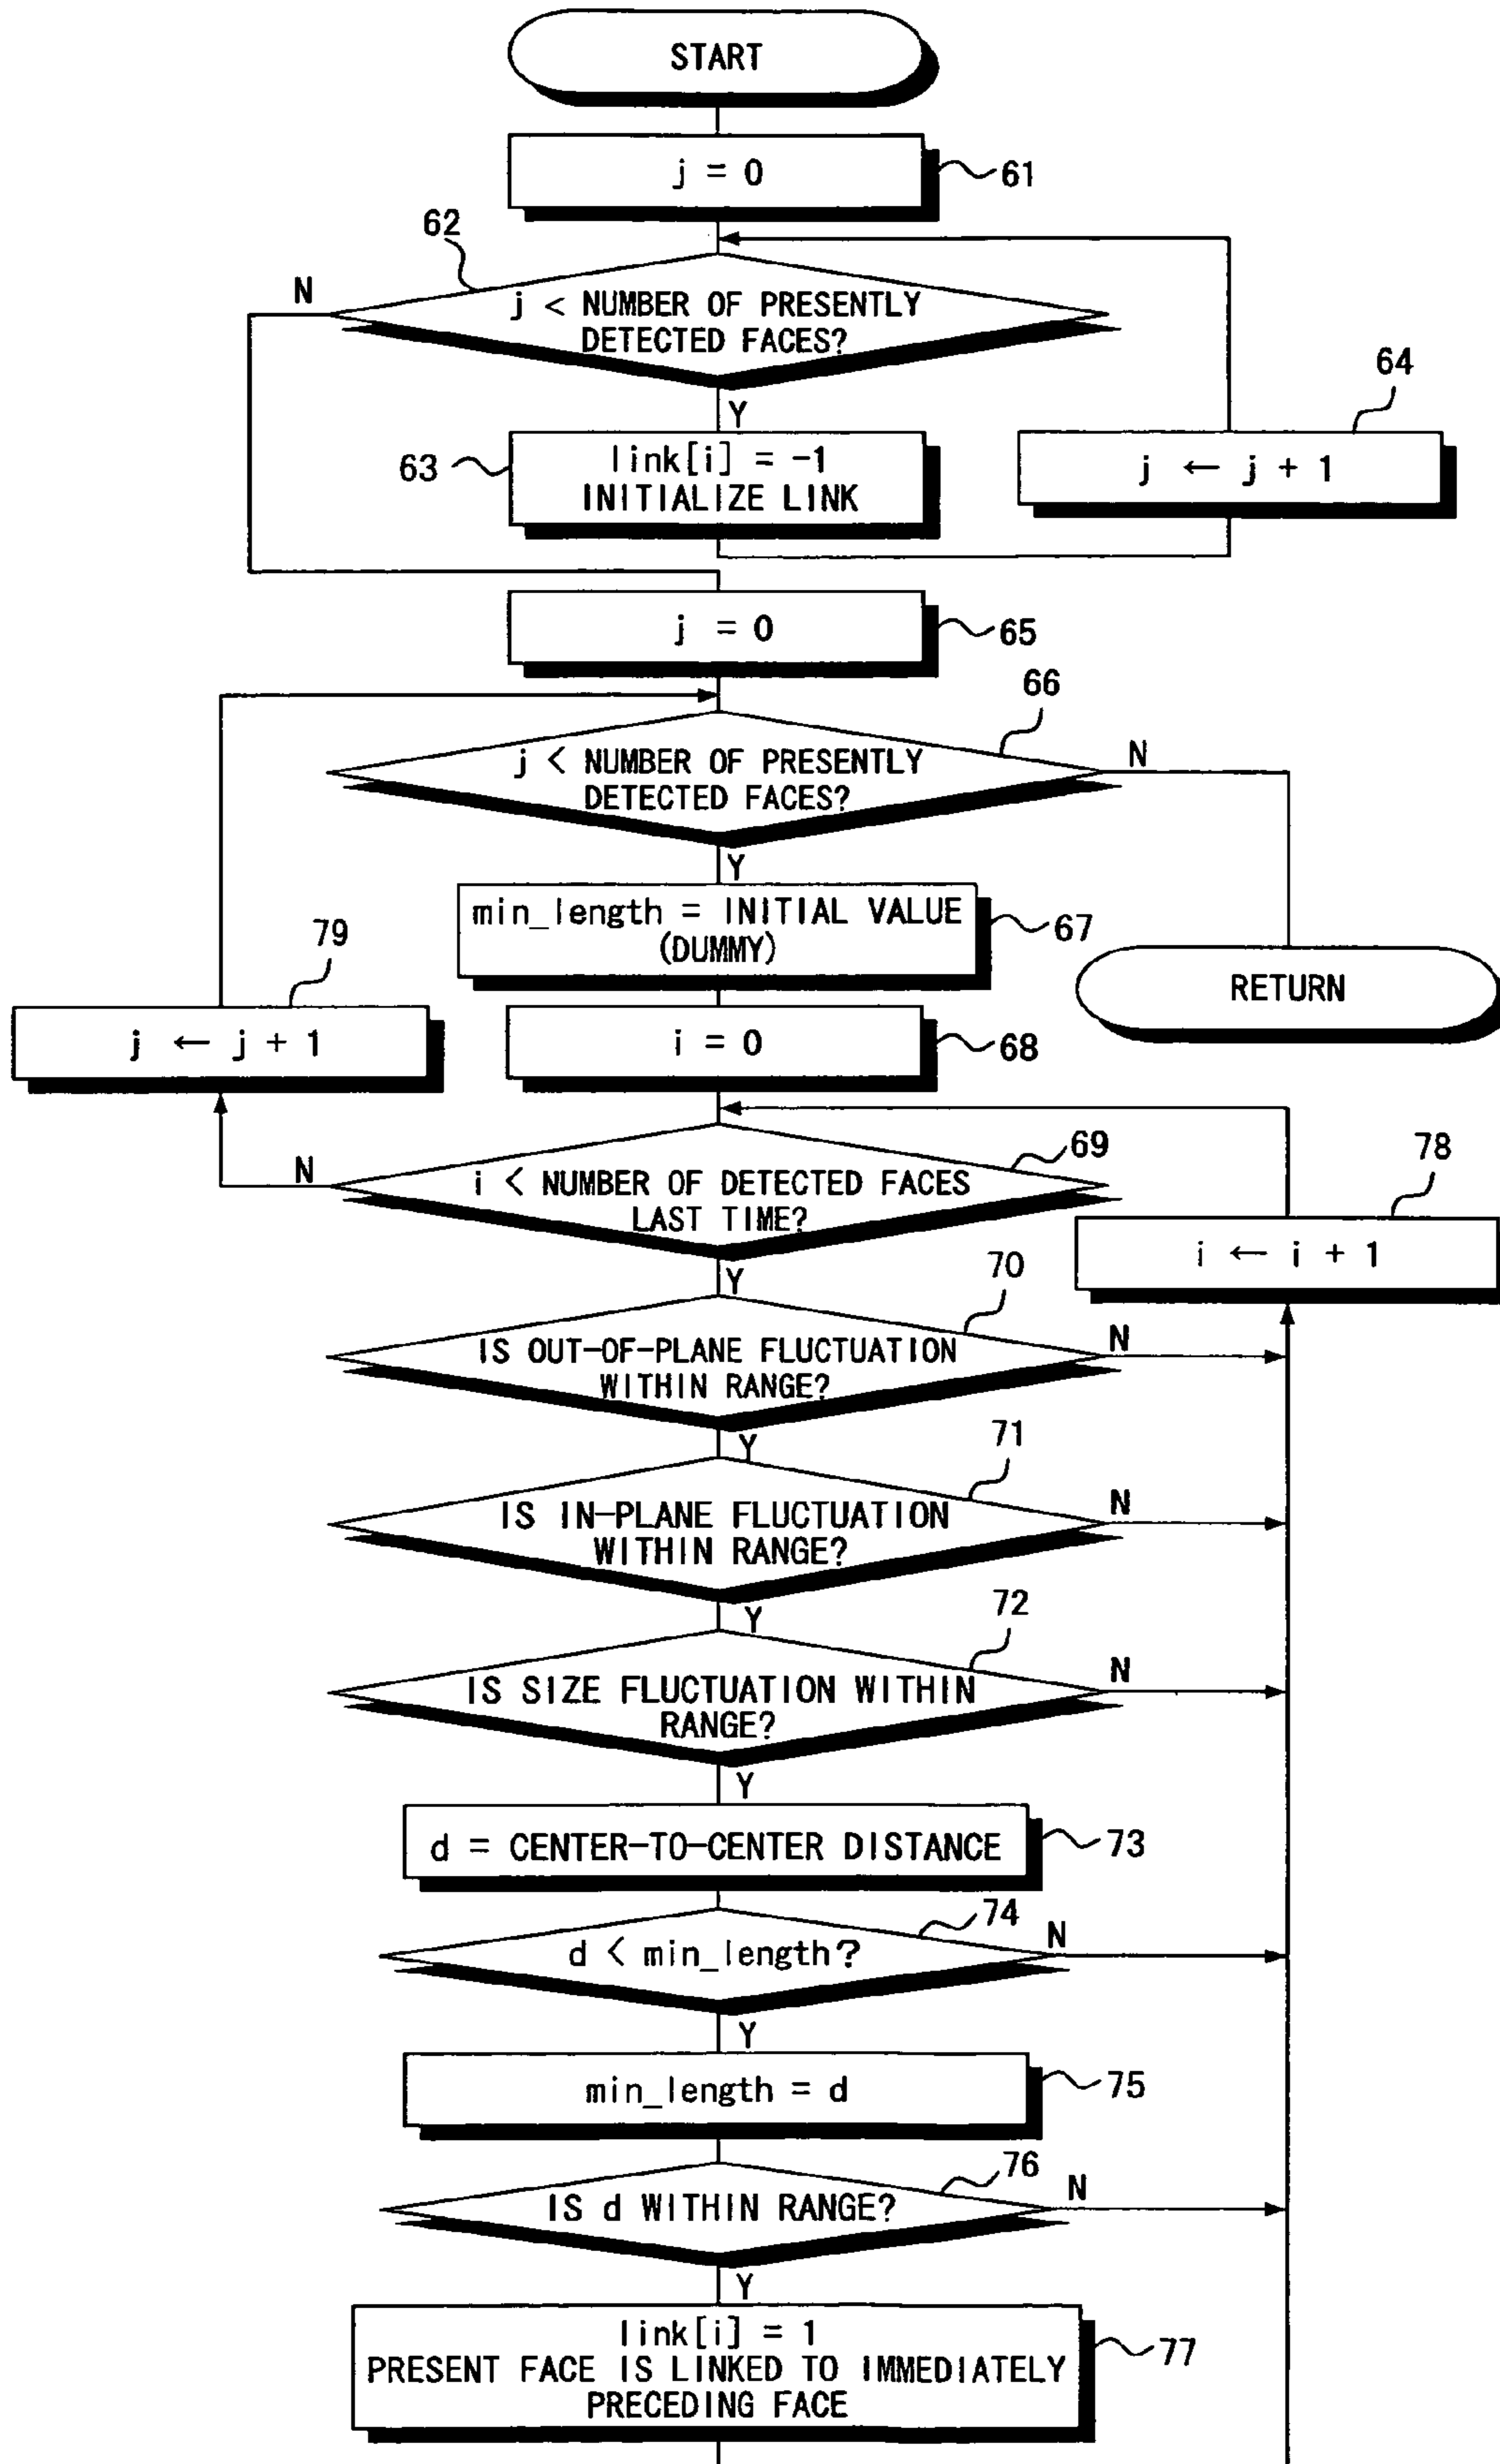 START
j = 0
61
62
N
j < NUMBER OF PRESENTLY
DETECTED FACES?
Y
64
63
link[i] = -1
INITIALIZE LINK
j ← j + 1
j = 0
65
66
j < NUMBER OF PRESENTLY
DETECTED FACES?
N
Y
min_length = INITIAL VALUE
(DUMMY)
67
79
RETURN
j ← j + 1
i = 0
68
69
N
i < NUMBER OF DETECTED FACES
LAST TIME?
78
i ← i + 1
Y
70
IS OUT-OF-PLANE FLUCTUATION
WITHIN RANGE?
N
Y
71
IS IN-PLANE FLUCTUATION
WITHIN RANGE?
N
Y
72
IS SIZE FLUCTUATION WITHIN
RANGE?
N
Y
d = CENTER-TO-CENTER DISTANCE
73
74
d < min_length?
N
Y
min_length = d
75
76
IS d WITHIN RANGE?
N
Y
link[i] = 1
PRESENT FACE IS LINKED TO IMMEDIATELY
PRECEDING FACE
77